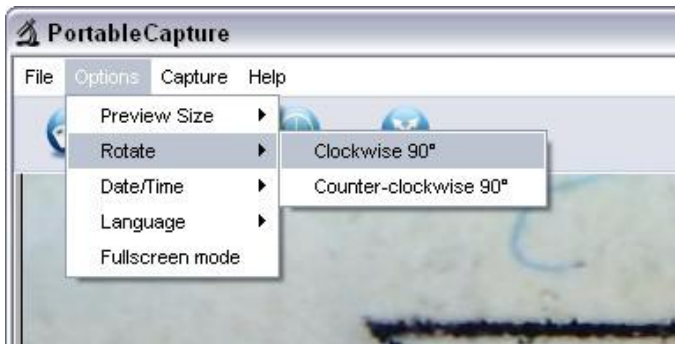 PortableCapture
File Options Capture Help
Preview Size
Rotate
Clockwise 90°
Counter-clockwise 90°
Date/Time
Language
Fullscreen mode